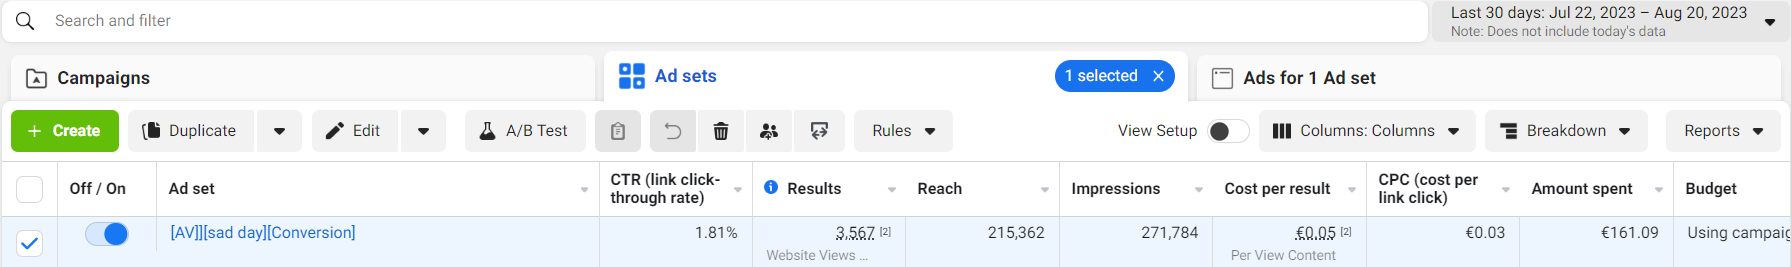 Search and filter
Last 30 days: Jul 22, 2023 – Aug 20, 2023
Note: Does not include today's data
Campaigns
Ad sets
1 selected
Ads for 1 Ad set
+ Create
Duplicate
Edit
A/B Test
Rules
View Setup
Columns: Columns
Breakdown
Reports
Off / On
Ad set
CTR (link click-
through rate)
Results
Reach
Impressions
Cost per result
CPC (cost per
link click)
Amount spent
Budget
[AV]][sad day][Conversion]
1.81%
3,567 [2]
Website Views ...
215,362
271,784
€0.05 [2]
Per View Content
€0.03
€161.09
Using campaig